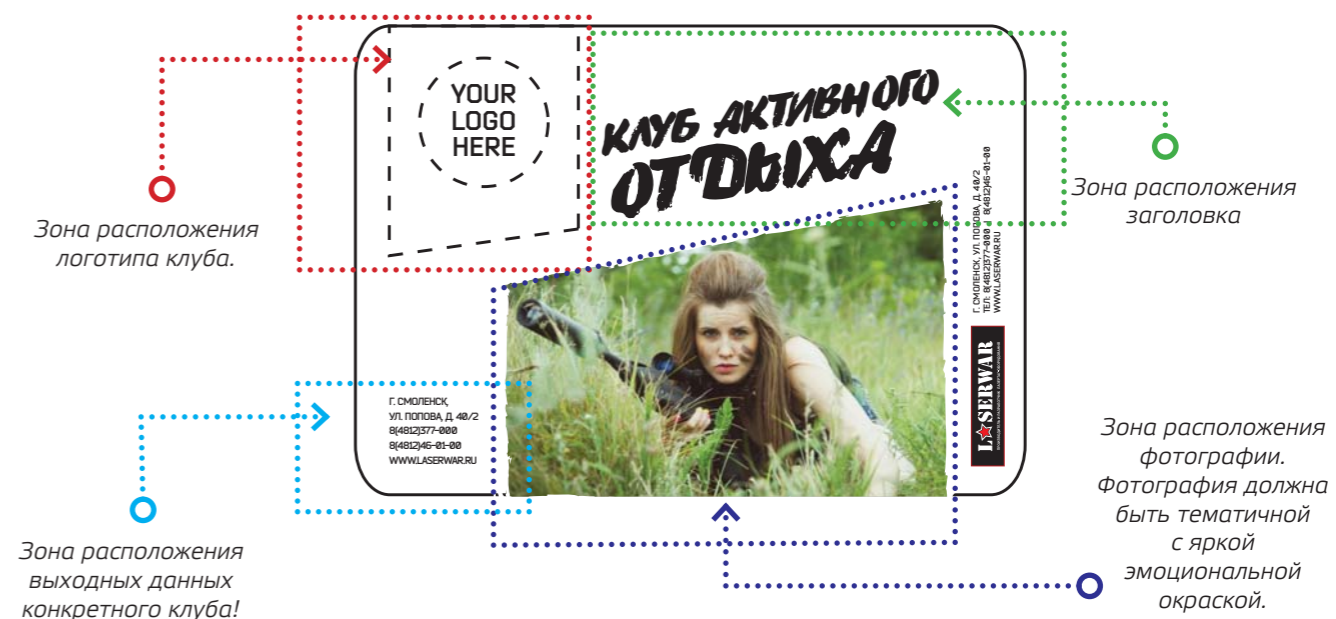 YOUR
LOGO
HERE
КЛУБ АКТИВНОГО
ОТДЫХА
Зона расположения
логотипа клуба.
Зона расположения
заголовка
Г. СМОЛЕНСК, УЛ. ПОПОВА, Д. 40/2
ТЕЛ: 8(4812)377-000 / 8(4812)46-01-00
WWW.LASERWAR.RU
LASERWAR
Г. СМОЛЕНСК,
УЛ. ПОПОВА, Д. 40/2
8(4812)377-000
8(4812)46-01-00
WWW.LASERWAR.RU
Зона расположения
выходных данных
конкретного клуба!
Зона расположения
фотографии.
Фотография должна
быть тематичной
с яркой
эмоциональной
окраской.